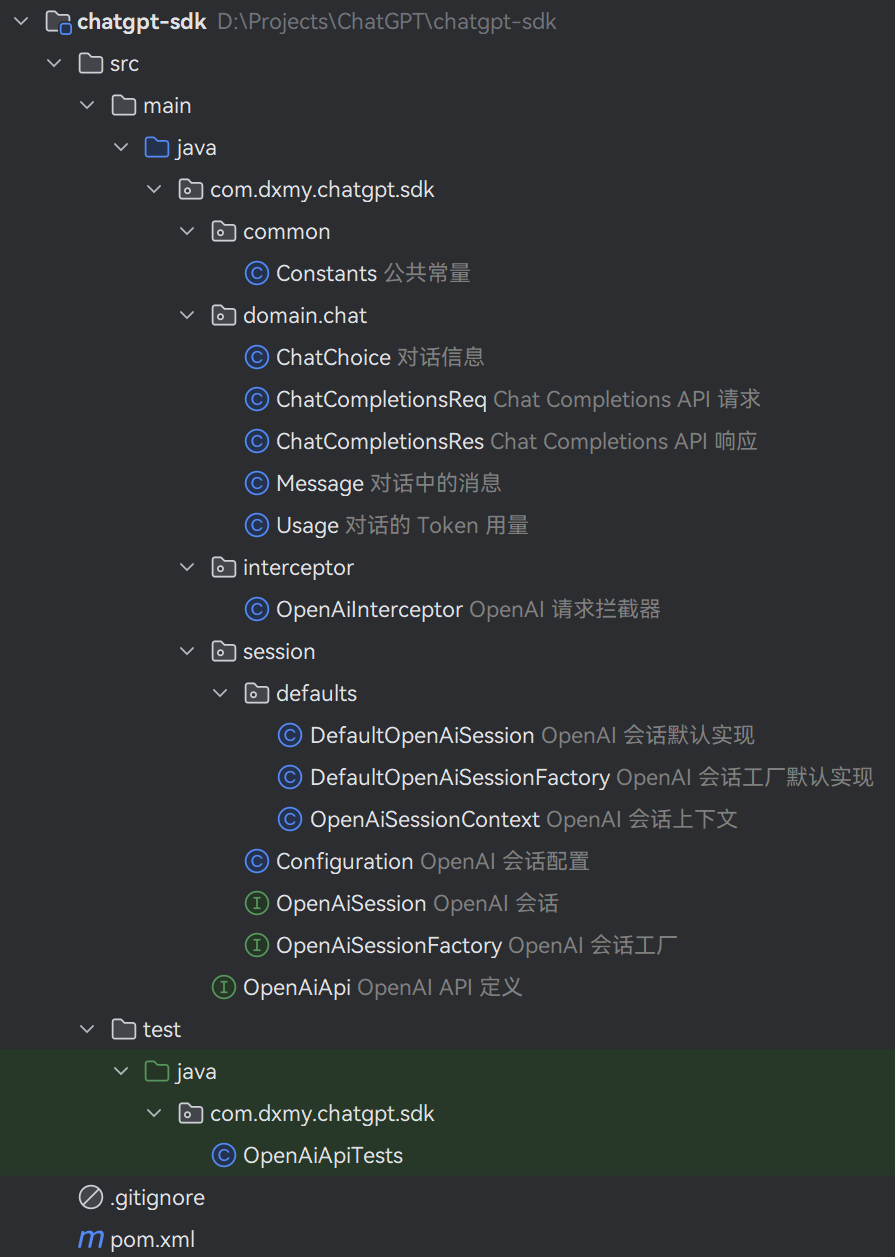 chatgpt-sdk D:\Projects\ChatGPT\chatgpt-sdk
src
main
java
com.dxmy.chatgpt.sdk
common
Constants 公共常量
domain.chat
ChatChoice 对话信息
ChatCompletionsReq Chat Completions API 请求
ChatCompletionsRes Chat Completions API 响应
Message 对话中的消息
Usage 对话的 Token 用量
interceptor
OpenAiInterceptor OpenAI 请求拦截器
session
defaults
DefaultOpenAiSession OpenAI 会话默认实现
DefaultOpenAiSessionFactory OpenAI 会话工厂默认实现
OpenAiSessionContext OpenAI 会话上下文
Configuration OpenAI 会话配置
OpenAiSession OpenAI 会话
OpenAiSessionFactory OpenAI 会话工厂
OpenAiApi OpenAI API 定义
test
java
com.dxmy.chatgpt.sdk
OpenAiApiTests
.gitignore
pom.xml